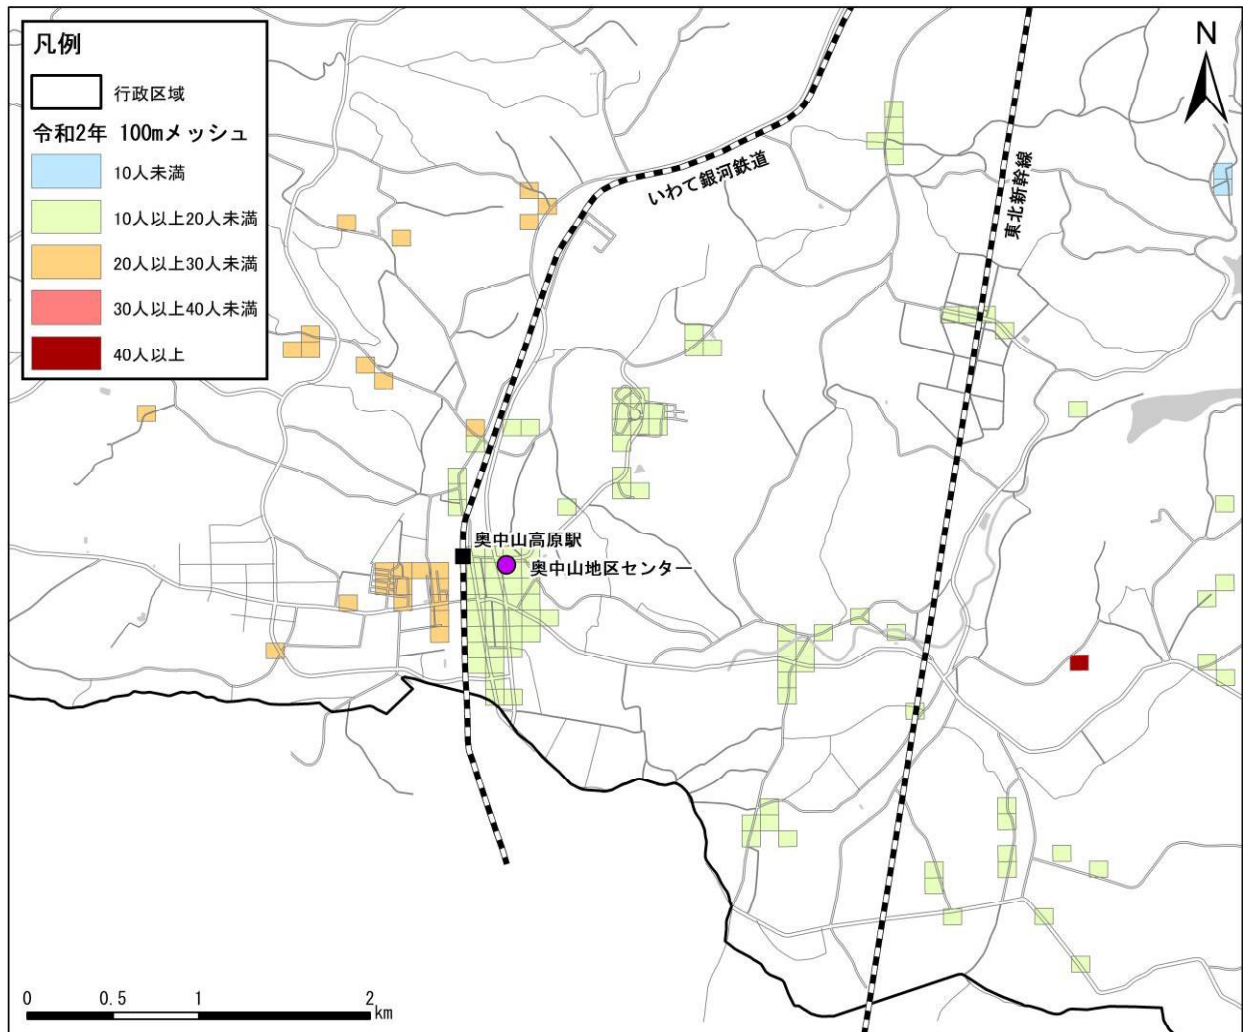 凡例
行政区域
令和2年 100mメッシュ
10人未満
10人以上20人未満
20人以上30人未満
30人以上40人未満
40人以上
N
いわて銀河鉄道
東北新幹線
奥中山高原駅
奥中山地区センター
0 0.5 1 2
km